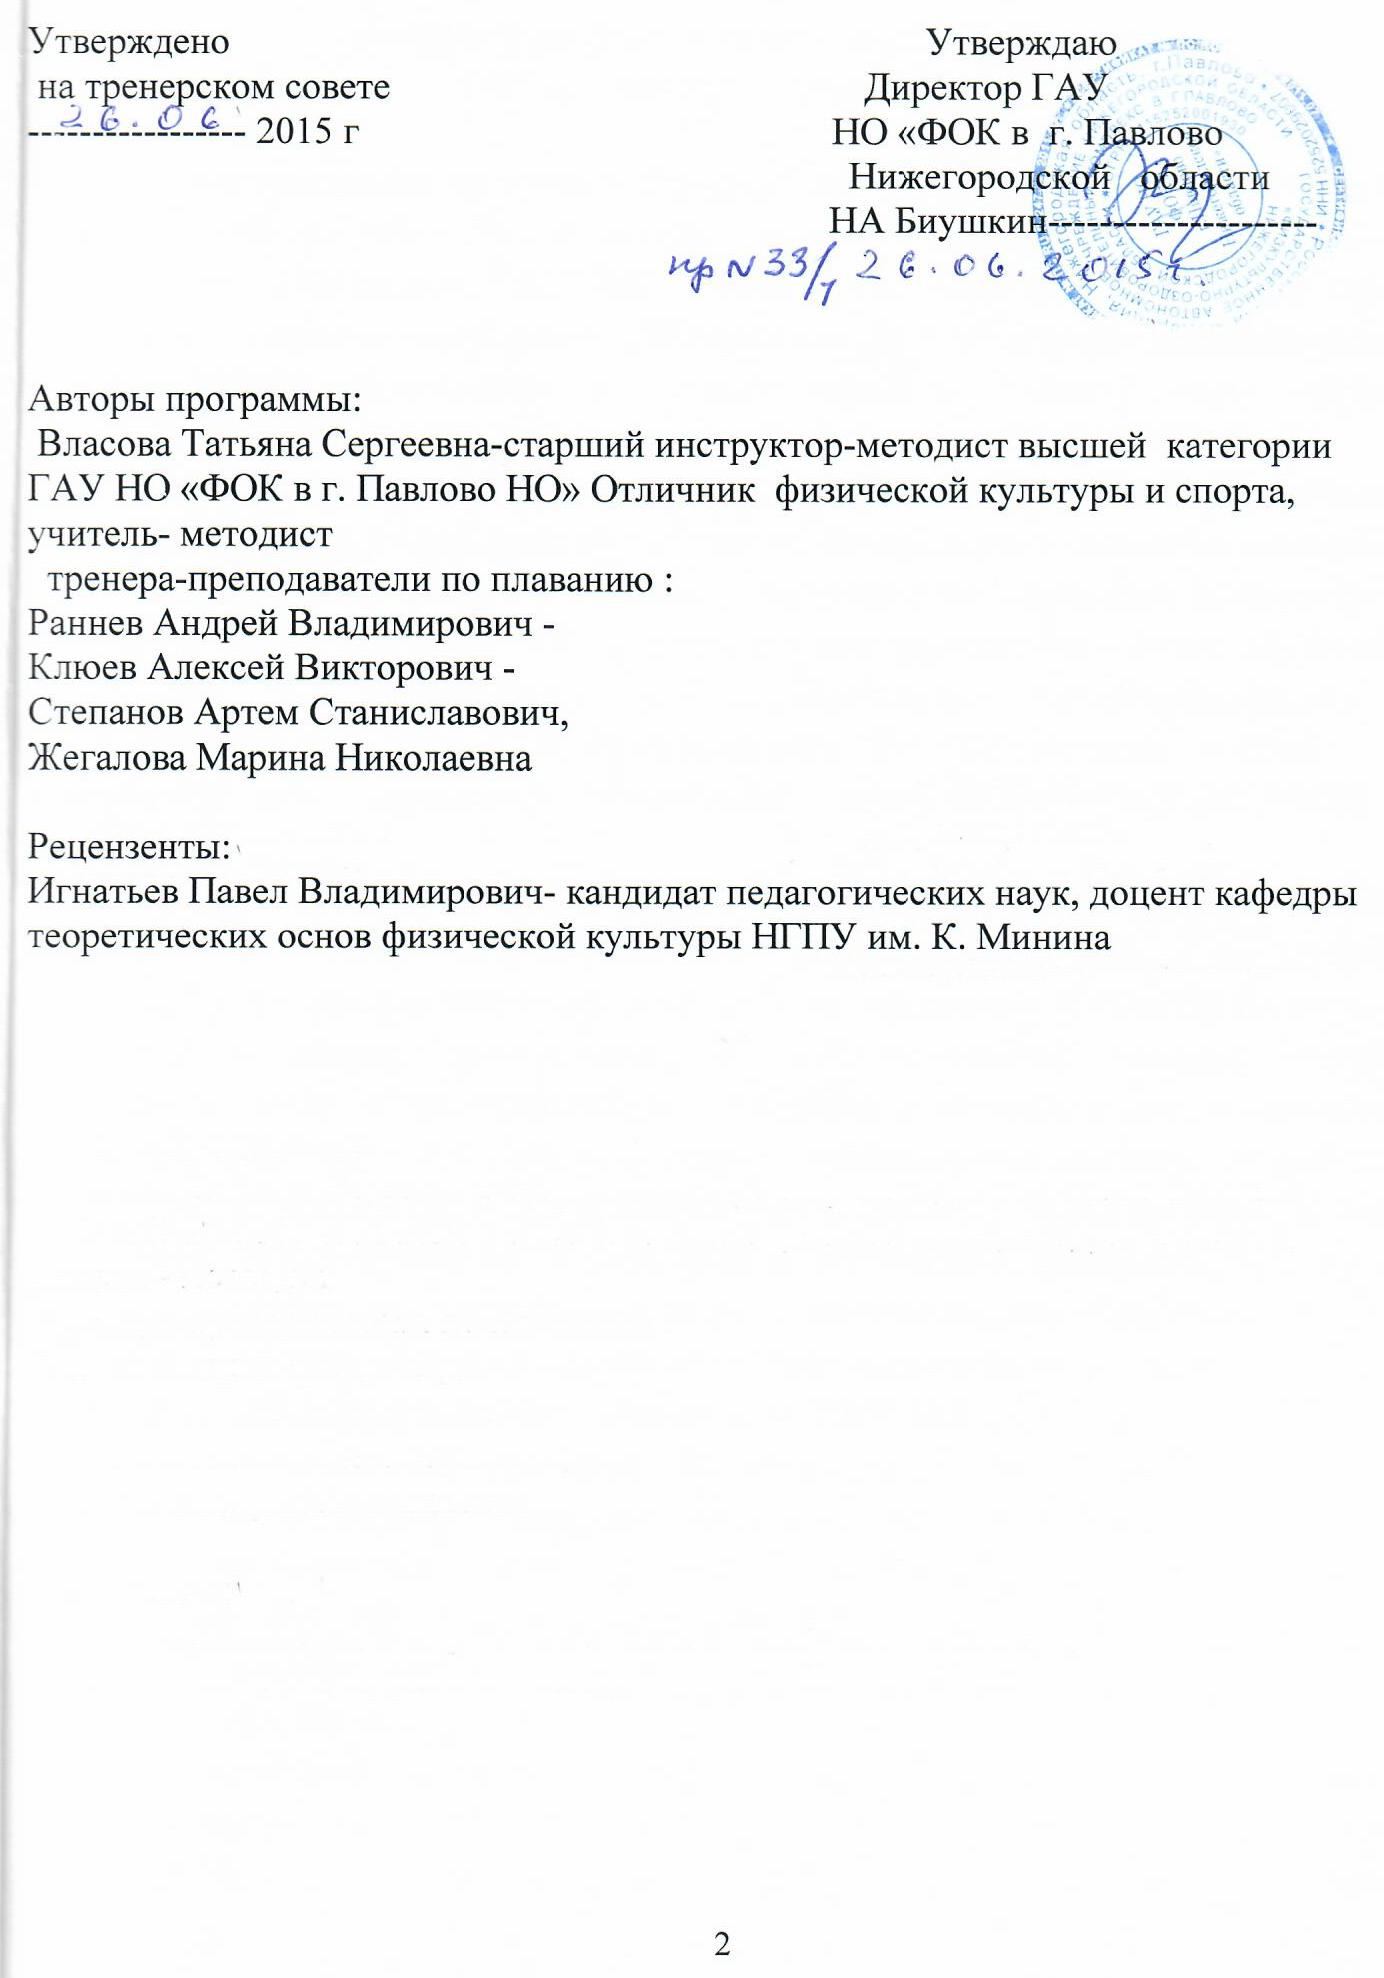 Утверждено
на тренерском совете
26.06 ----------------- 2015 г
Утверждаю
Директор ГАУ
НО «ФОК в г. Павлово
Нижегородской области
НА Биушкин---------------------
пр N 33/1 26.06.2015г.
Авторы программы:
Власова Татьяна Сергеевна-старший инструктор-методист высшей категории
ГАУ НО «ФОК в г. Павлово НО» Отличник физической культуры и спорта,
учитель- методист
тренера-преподаватели по плаванию :
Раннев Андрей Владимирович -
Клюев Алексей Викторович -
Степанов Артем Станиславович,
Жегалова Марина Николаевна
Рецензенты:
Игнатьев Павел Владимирович- кандидат педагогических наук, доцент кафедры
теоретических основ физической культуры НГПУ им. К. Минина
2